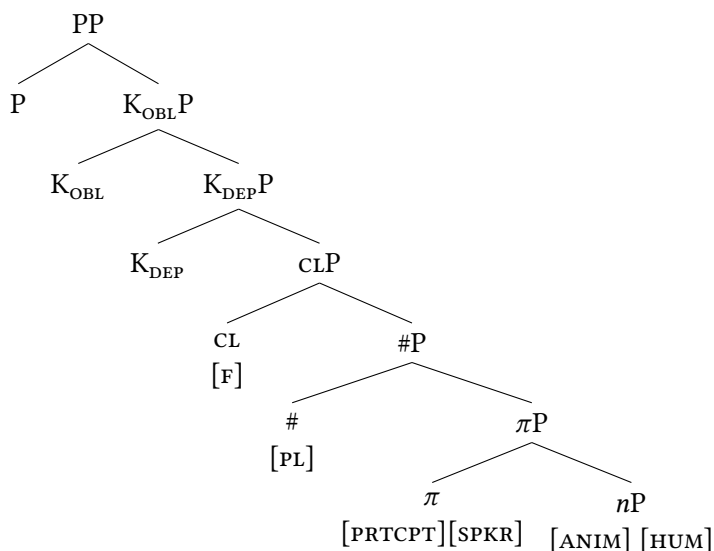 PP
P K_OBL P
K_OBL K_DEP P
K_DEP CLP
CL #P
[F]
# πP
[PL]
π nP
[PRTCPT][SPKR] [ANIM] [HUM]